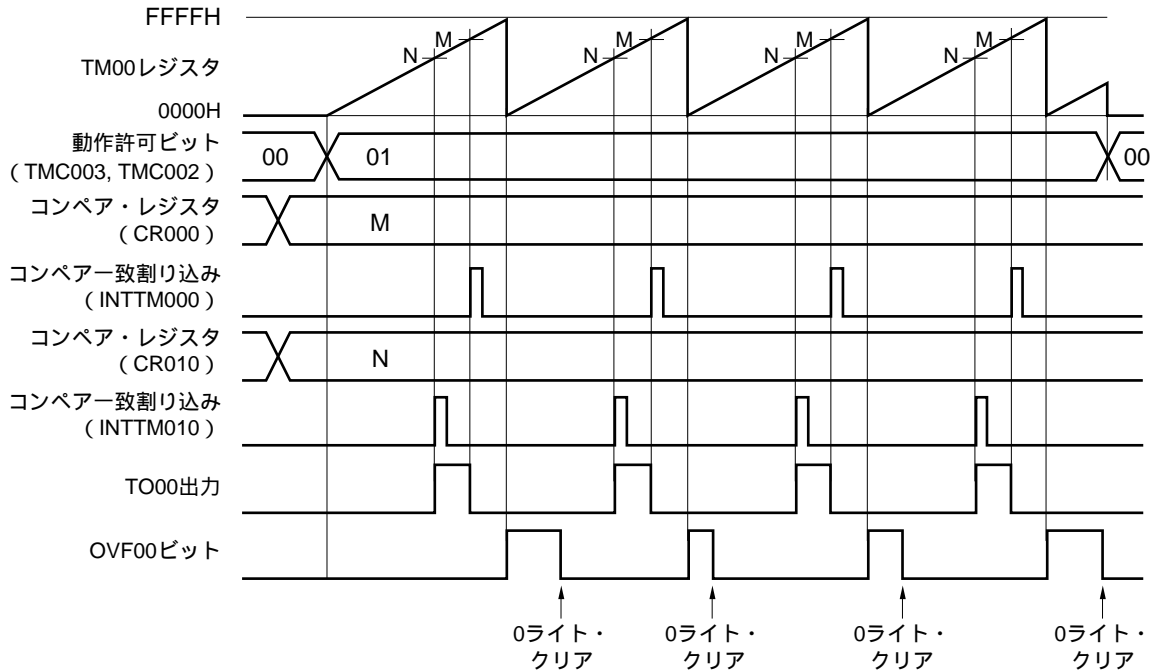 FFFFH
M M M M
N N N N
TM00レジスタ
0000H
動作許可ビット
（TMC003, TMC002）
00 01 00
コンペア・レジスタ
（CR000）
M
コンペア一致割り込み
（INTTM000）
コンペア・レジスタ
（CR010）
N
コンペア一致割り込み
（INTTM010）
TO00出力
OVF00ビット
0ライト・ 0ライト・ 0ライト・ 0ライト・
クリア クリア クリア クリア